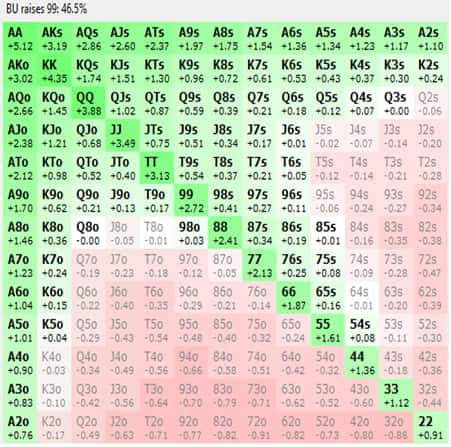 BU raises 99: 46.5%
AA AKs AQs AJs ATs A9s A8s A7s A6s A5s A4s A3s A2s
+5.12 +3.19 +2.86 +2.60 +2.37 +1.97 +1.75 +1.54 +1.36 +1.34 +1.23 +1.17 +1.10
AKo KK KQs KJs KTs K9s K8s K7s K6s K5s K4s K3s K2s
+3.02 +4.35 +1.74 +1.51 +1.30 +0.96 +0.72 +0.61 +0.53 +0.43 +0.37 +0.30 +0.24
AQo KQo QQ QJs QTs Q9s Q8s Q7s Q6s Q5s Q4s Q3s Q2s
+2.66 +1.45 +3.88 +1.02 +0.87 +0.59 +0.39 +0.21 +0.18 +0.12 +0.07 +0.00 -0.06
AJo KJo QJo JJ JTs J9s J8s J7s J6s J5s J4s J3s J2s
+2.38 +1.21 +0.68 +3.49 +0.75 +0.51 +0.34 +0.17 +0.01 -0.02 -0.07 -0.14 -0.20
ATo KTo QTo JTo TT T9s T8s T7s T6s T5s T4s T3s T2s
+2.12 +0.98 +0.52 +0.40 +3.13 +0.54 +0.37 +0.21 +0.05 -0.12 -0.14 -0.21 -0.28
A9o K9o Q9o J9o T9o 99 98s 97s 96s 95s 94s 93s 92s
+1.70 +0.62 +0.21 +0.13 +0.17 +2.72 +0.41 +0.27 +0.11 -0.06 -0.24 -0.27 -0.34
A8o K8o Q8o J8o T8o 98o 88 87s 86s 85s 84s 83s 82s
+1.46 +0.36 -0.00 -0.05 -0.01 +0.03 +2.41 +0.34 +0.19 +0.01 -0.16 -0.35 -0.38
A7o K7o Q7o J7o T7o 97o 87o 77 76s 75s 74s 73s 72s
+1.23 +0.24 -0.19 -0.23 -0.18 -0.12 -0.05 +2.13 +0.25 +0.08 -0.09 -0.28 -0.47
A6o K6o Q6o J6o T6o 96o 86o 76o 66 65s 64s 63s 62s
+1.04 +0.15 -0.22 -0.40 -0.35 -0.29 -0.21 -0.14 +1.87 +0.16 -0.01 -0.20 -0.39
A5o K5o Q5o J5o T5o 95o 85o 75o 65o 55 54s 53s 52s
+1.01 +0.04 -0.29 -0.43 -0.54 -0.48 -0.40 -0.32 -0.24 +1.61 +0.08 -0.11 -0.30
A4o K4o Q4o J4o T4o 94o 84o 74o 64o 54o 44 43s 42s
+0.90 -0.03 -0.34 -0.49 -0.56 -0.66 -0.58 -0.51 -0.42 -0.32 +1.36 -0.18 -0.36
A3o K3o Q3o J3o T3o 93o 83o 73o 63o 53o 43o 33 32s
+0.83 -0.10 -0.42 -0.56 -0.64 -0.70 -0.79 -0.71 -0.62 -0.52 -0.60 +1.12 -0.44
A2o K2o Q2o J2o T2o 92o 82o 72o 62o 52o 42o 32o 22
+0.76 -0.17 -0.49 -0.63 -0.71 -0.77 -0.82 -0.91 -0.82 -0.73 -0.80 -0.88 +0.91